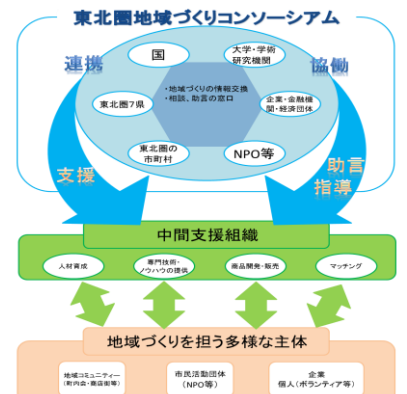 東北圏地域づくりコンソーシアム
連携
国
大学・学術
研究機関
協働
・地域づくりの情報交換
・相談，助言の窓口
東北圏7県
企業・金融機
関・経済団体
東北圏の
市町村
NPO等
支援
助言
指導
中間支援組織
人材育成
専門技術・
ノウハウの提供
商品開発・販売
マッチング
地域づくりを担う多様な主体
地域コミュニティー
（町内会・商店街等）
市民活動団体
（NPO等）
企業
個人（ボランティア等）